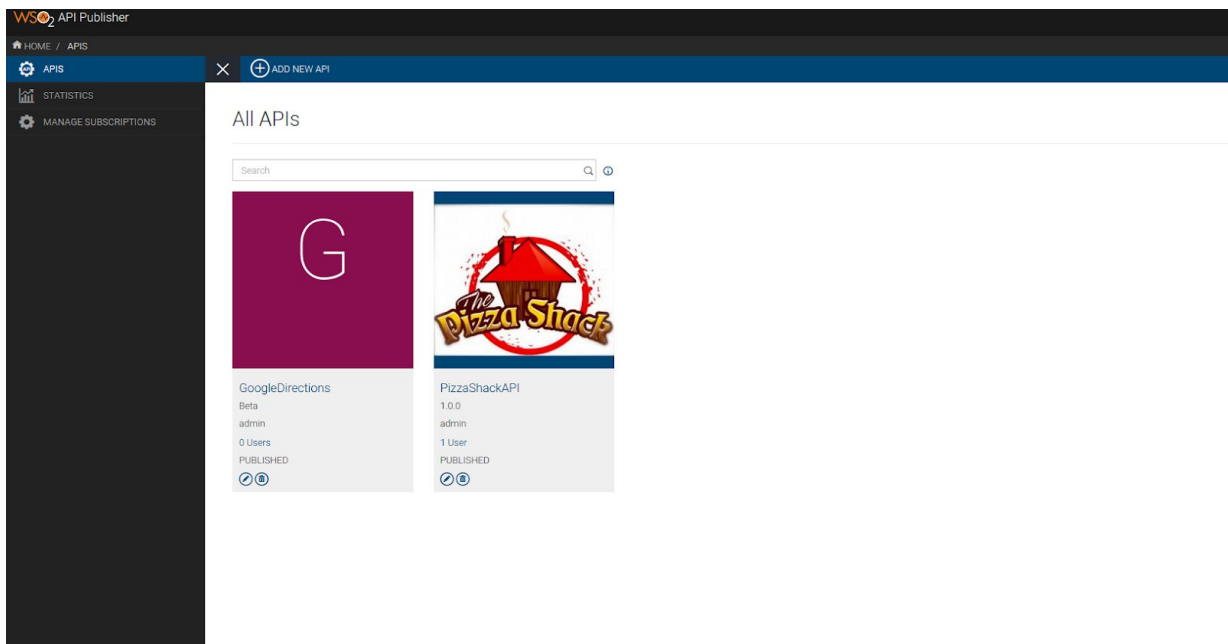 WSO2 API Publisher
HOME / APIS
APIS
ADD NEW API
STATISTICS
MANAGE SUBSCRIPTIONS
All APIs
Search
G
The
Pizza Shack
GoogleDirections
Beta
admin
0 Users
PUBLISHED
PizzaShackAPI
1.0.0
admin
1 User
PUBLISHED